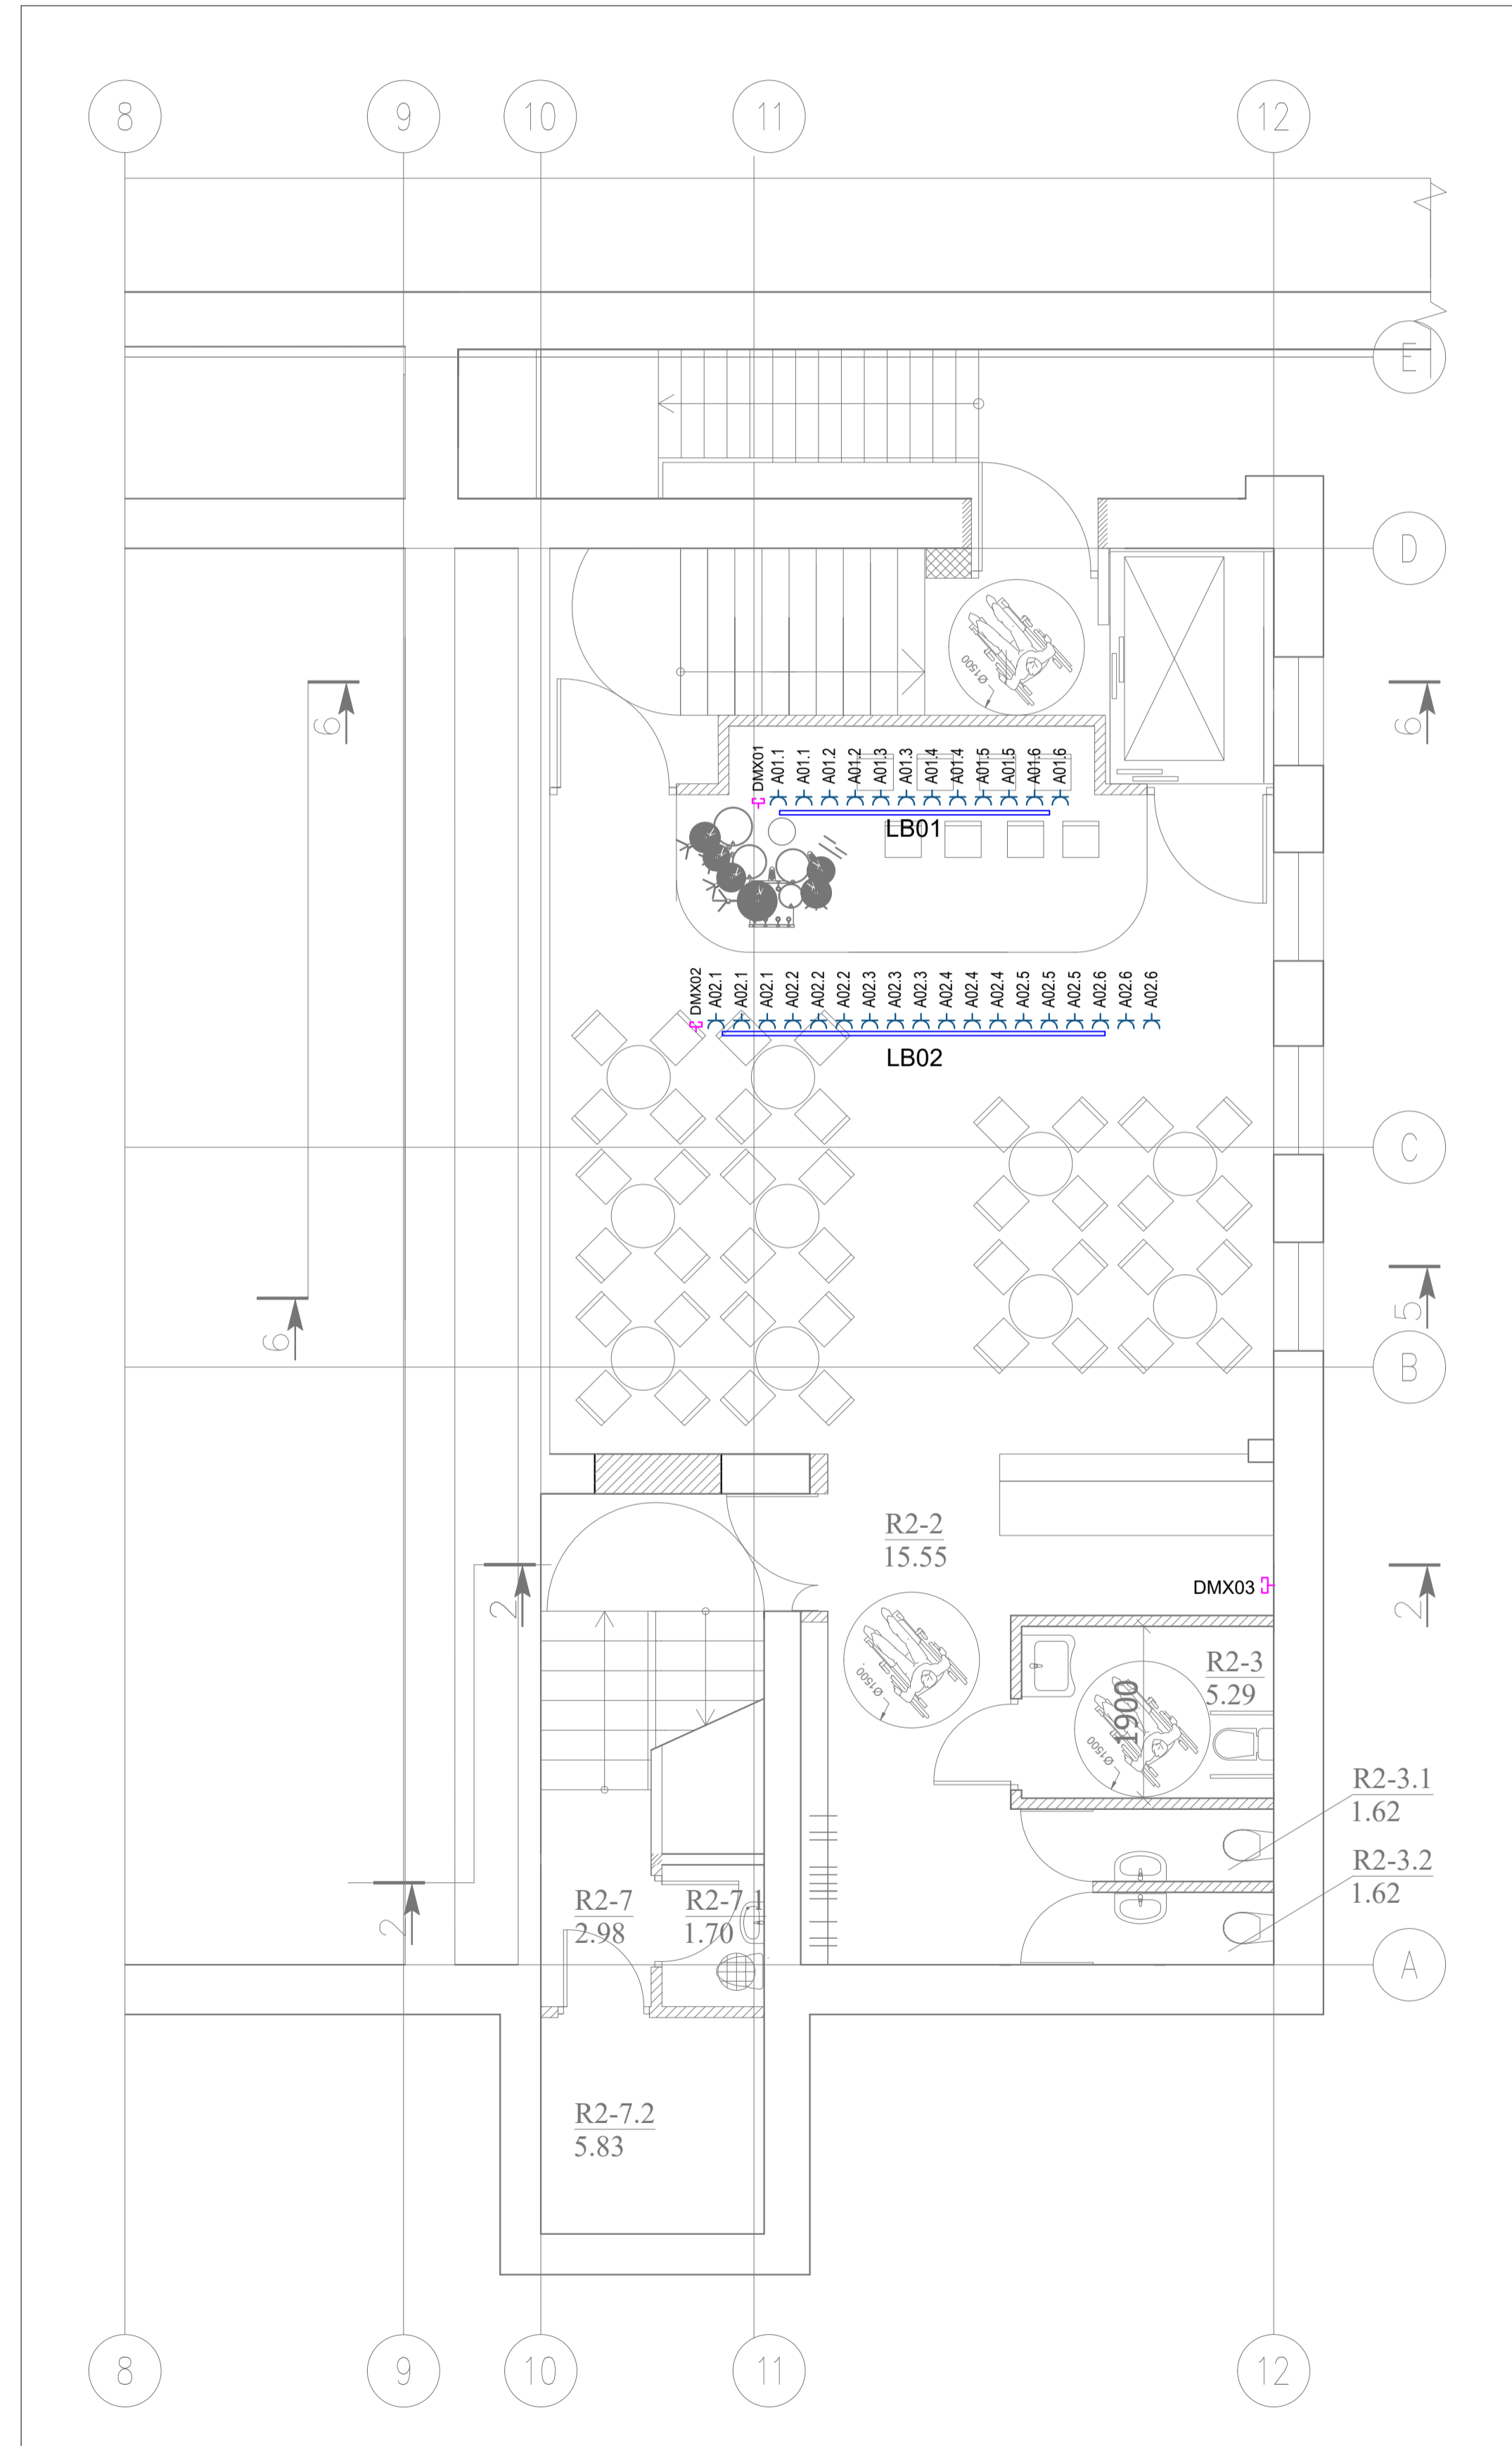 8
9
10
11
12
E
D
Ø1500
6
6
DMX01
A01.1
A01.1
A01.2
A01.2
A01.3
A01.3
A01.4
A01.4
A01.5
A01.5
A01.6
A01.6
LB01
DMX02
A02.1
A02.1
A02.1
A02.2
A02.2
A02.2
A02.3
A02.3
A02.3
A02.4
A02.4
A02.4
A02.5
A02.5
A02.5
A02.6
A02.6
A02.6
LB02
C
6
5
B
R2-2
15.55
DMX03
2
2
Ø1500
R2-3
5.29
1900
Ø1500
R2-3.1
1.62
R2-3.2
1.62
R2-7
2.98
R2-7.1
1.70
2
A
R2-7.2
5.83
8
9
10
11
12